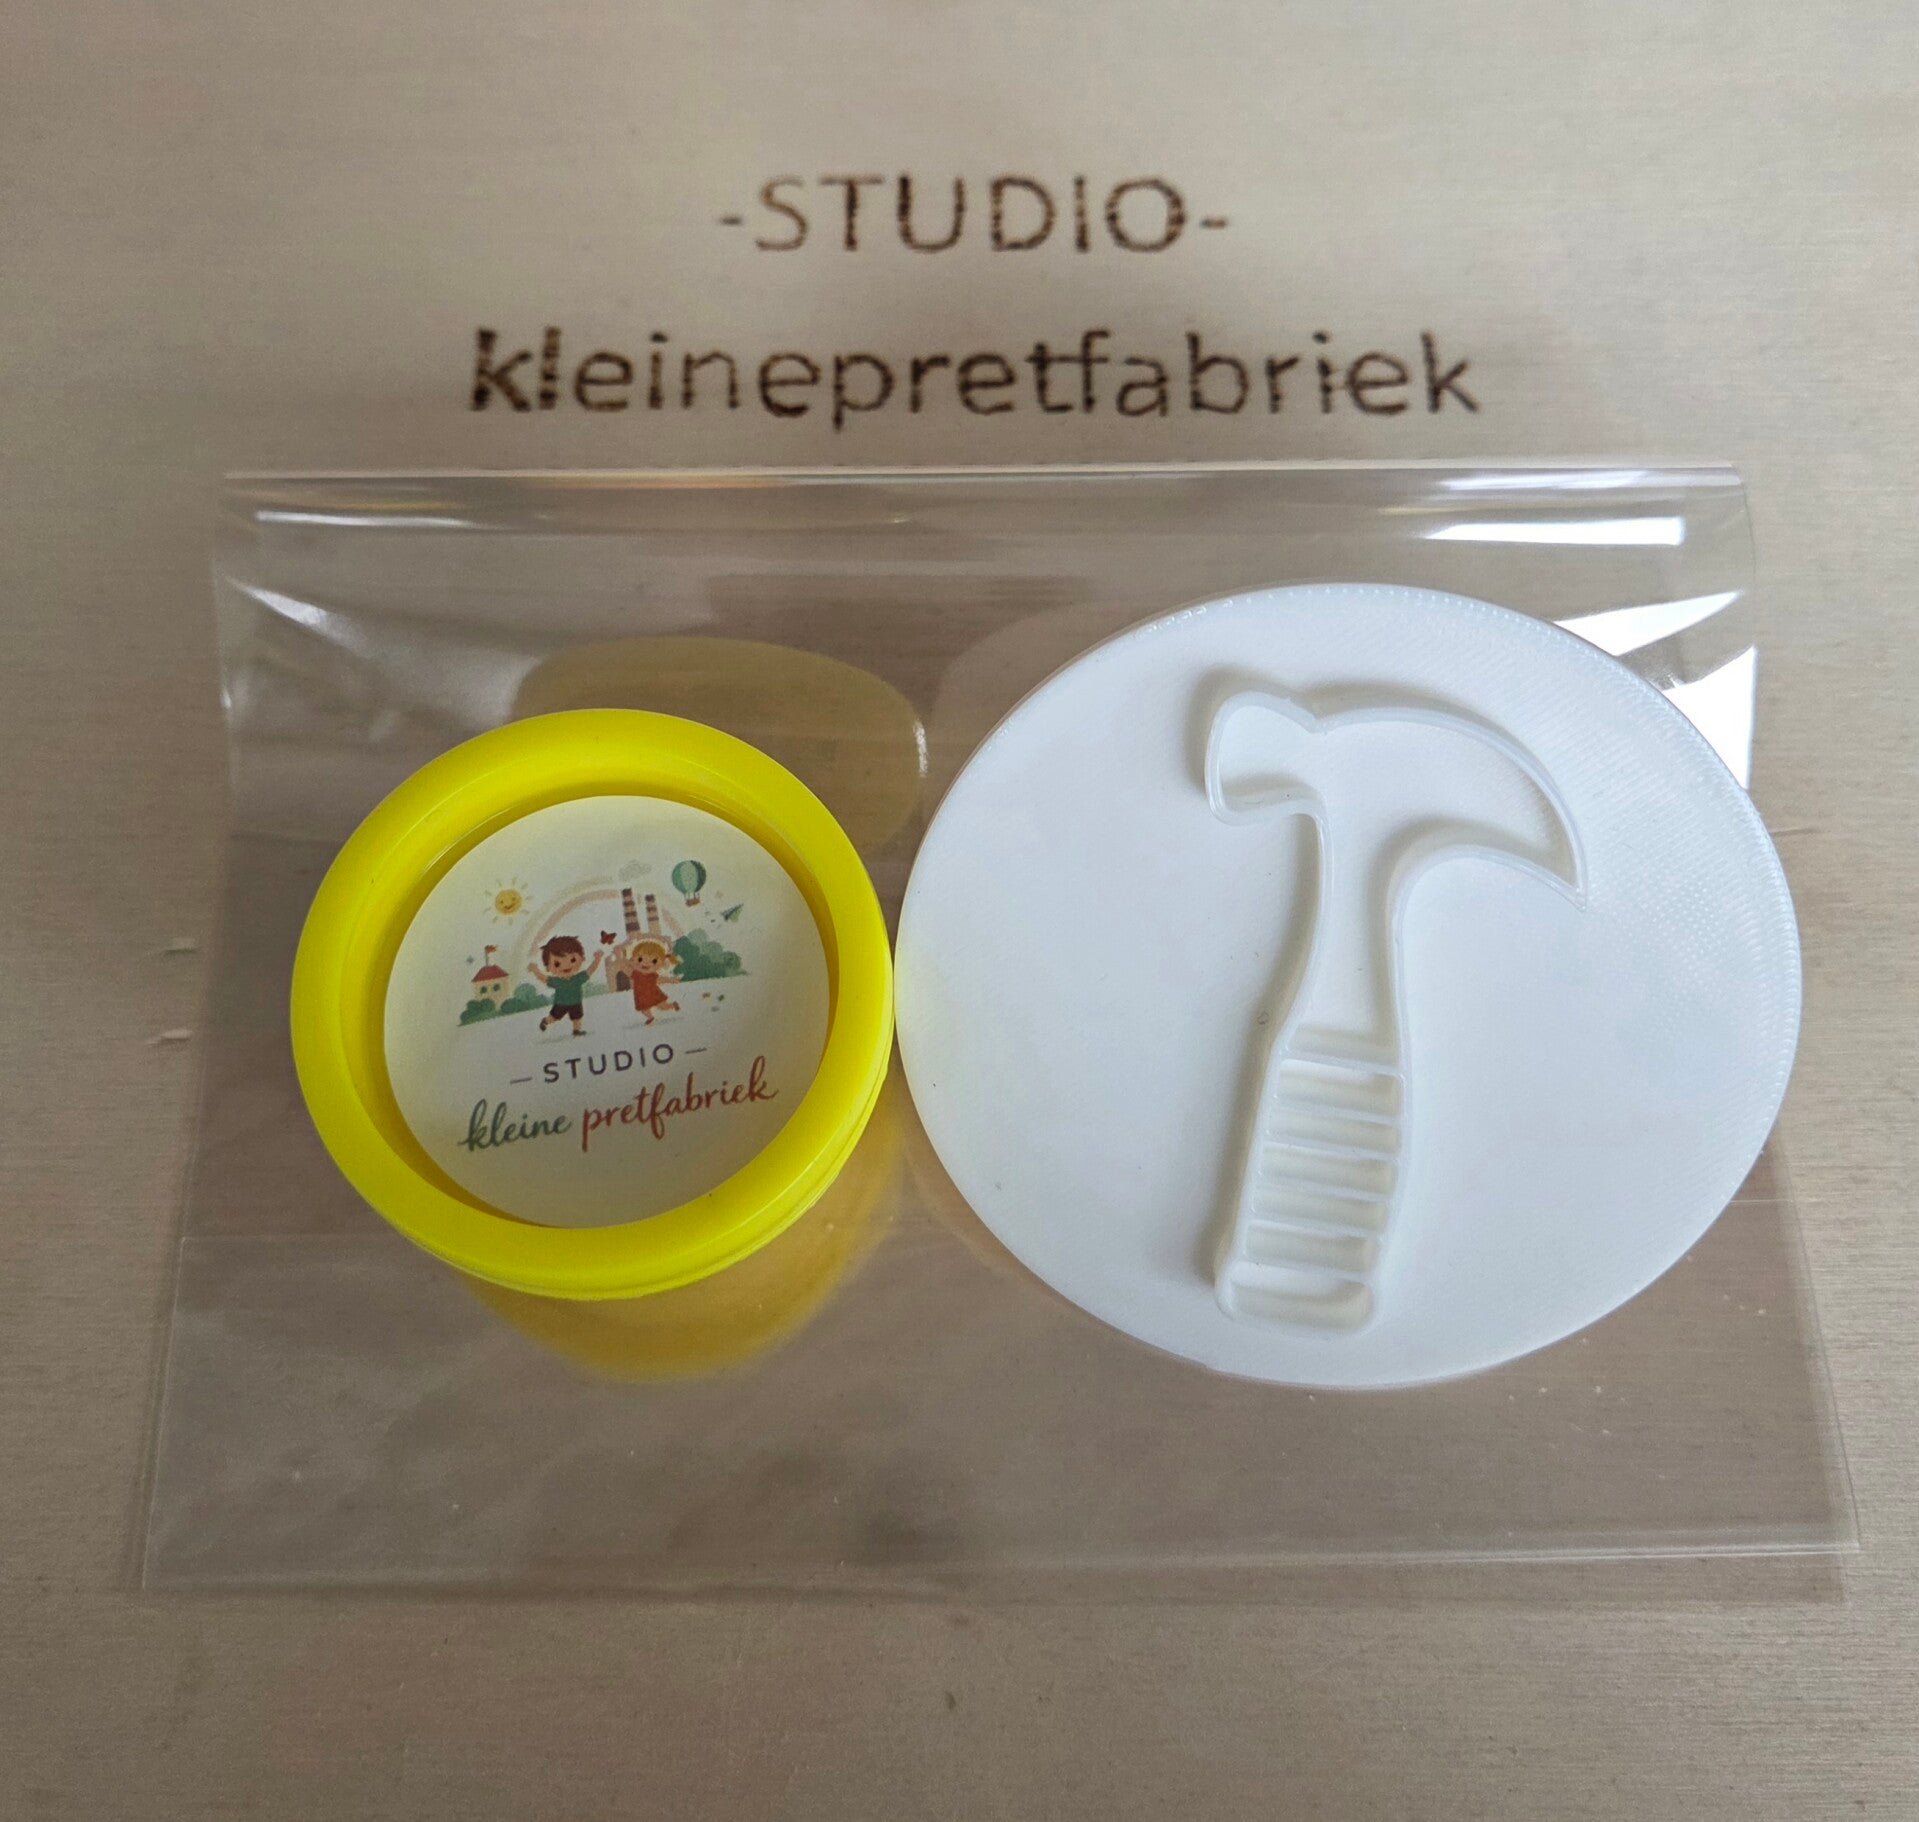 -STUDIO-
kleinepretfabriek
—STUDIO—
kleine pretfabriek